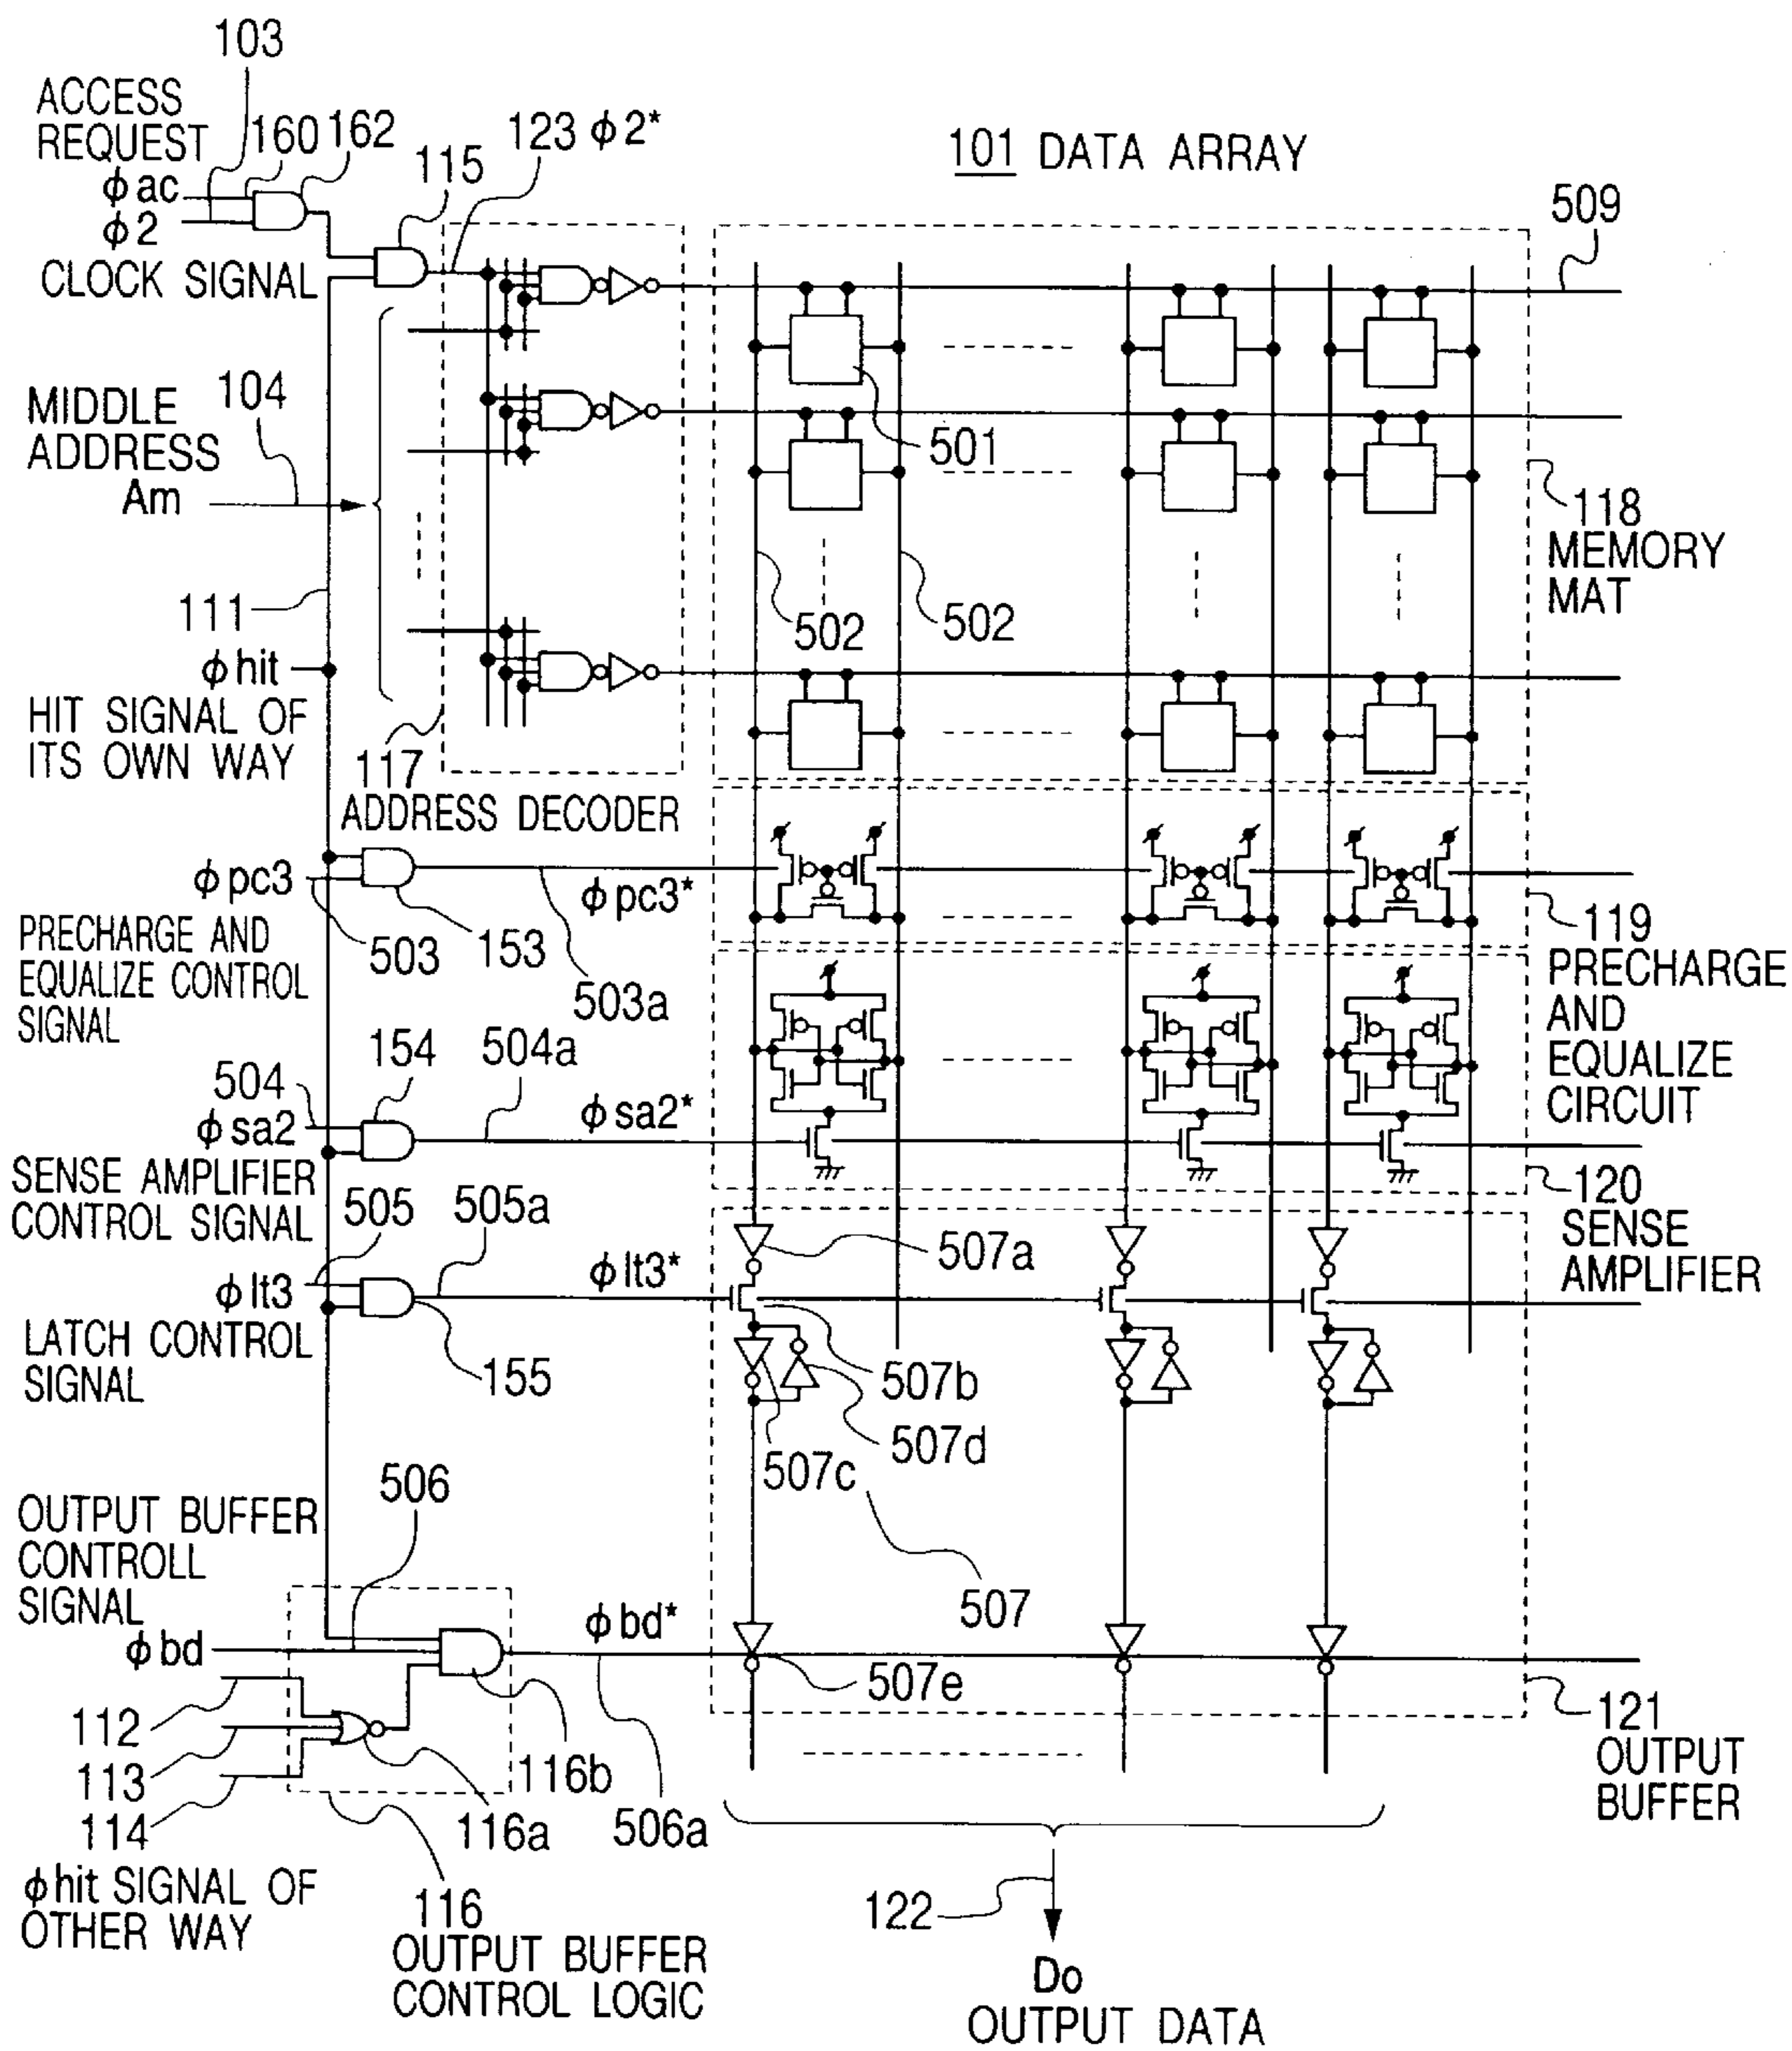 103
ACCESS
REQUEST
160 162
ϕac
ϕ2
CLOCK SIGNAL
115
123 ϕ2*
101 DATA ARRAY
509
MIDDLE
ADDRESS
Am
104
501
118
MEMORY
MAT
111
502
502
ϕhit
HIT SIGNAL OF
ITS OWN WAY
117
ADDRESS DECODER
ϕpc3
PRECHARGE AND
EQUALIZE CONTROL
SIGNAL
503
153
ϕpc3*
503a
119
PRECHARGE
AND
EQUALIZE
CIRCUIT
504
154
504a
ϕsa2
ϕsa2*
SENSE AMPLIFIER
CONTROL SIGNAL
120
SENSE
AMPLIFIER
505
505a
507a
ϕlt3
ϕlt3*
LATCH CONTROL
SIGNAL
155
507b
507d
507c
507
506
OUTPUT BUFFER
CONTROLL
SIGNAL
ϕbd
ϕbd*
507e
112
113
114
116b
116a
506a
121
OUTPUT
BUFFER
ϕhit SIGNAL OF
OTHER WAY
116
OUTPUT BUFFER
CONTROL LOGIC
122
Do
OUTPUT DATA